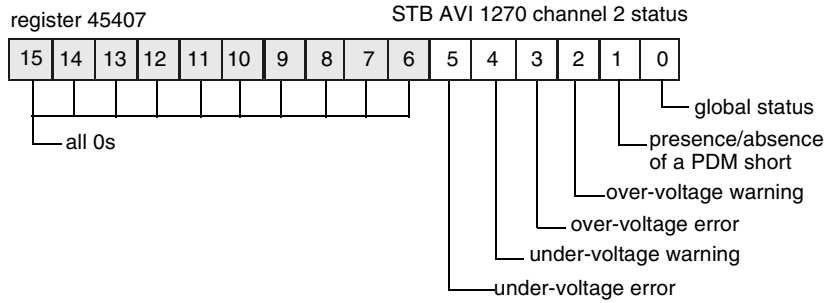 register 45407
STB AVI 1270 channel 2 status
15 14 13 12 11 10 9 8 7 6 5 4 3 2 1 0
global status
all 0s
presence/absence
of a PDM short
over-voltage warning
over-voltage error
under-voltage warning
under-voltage error